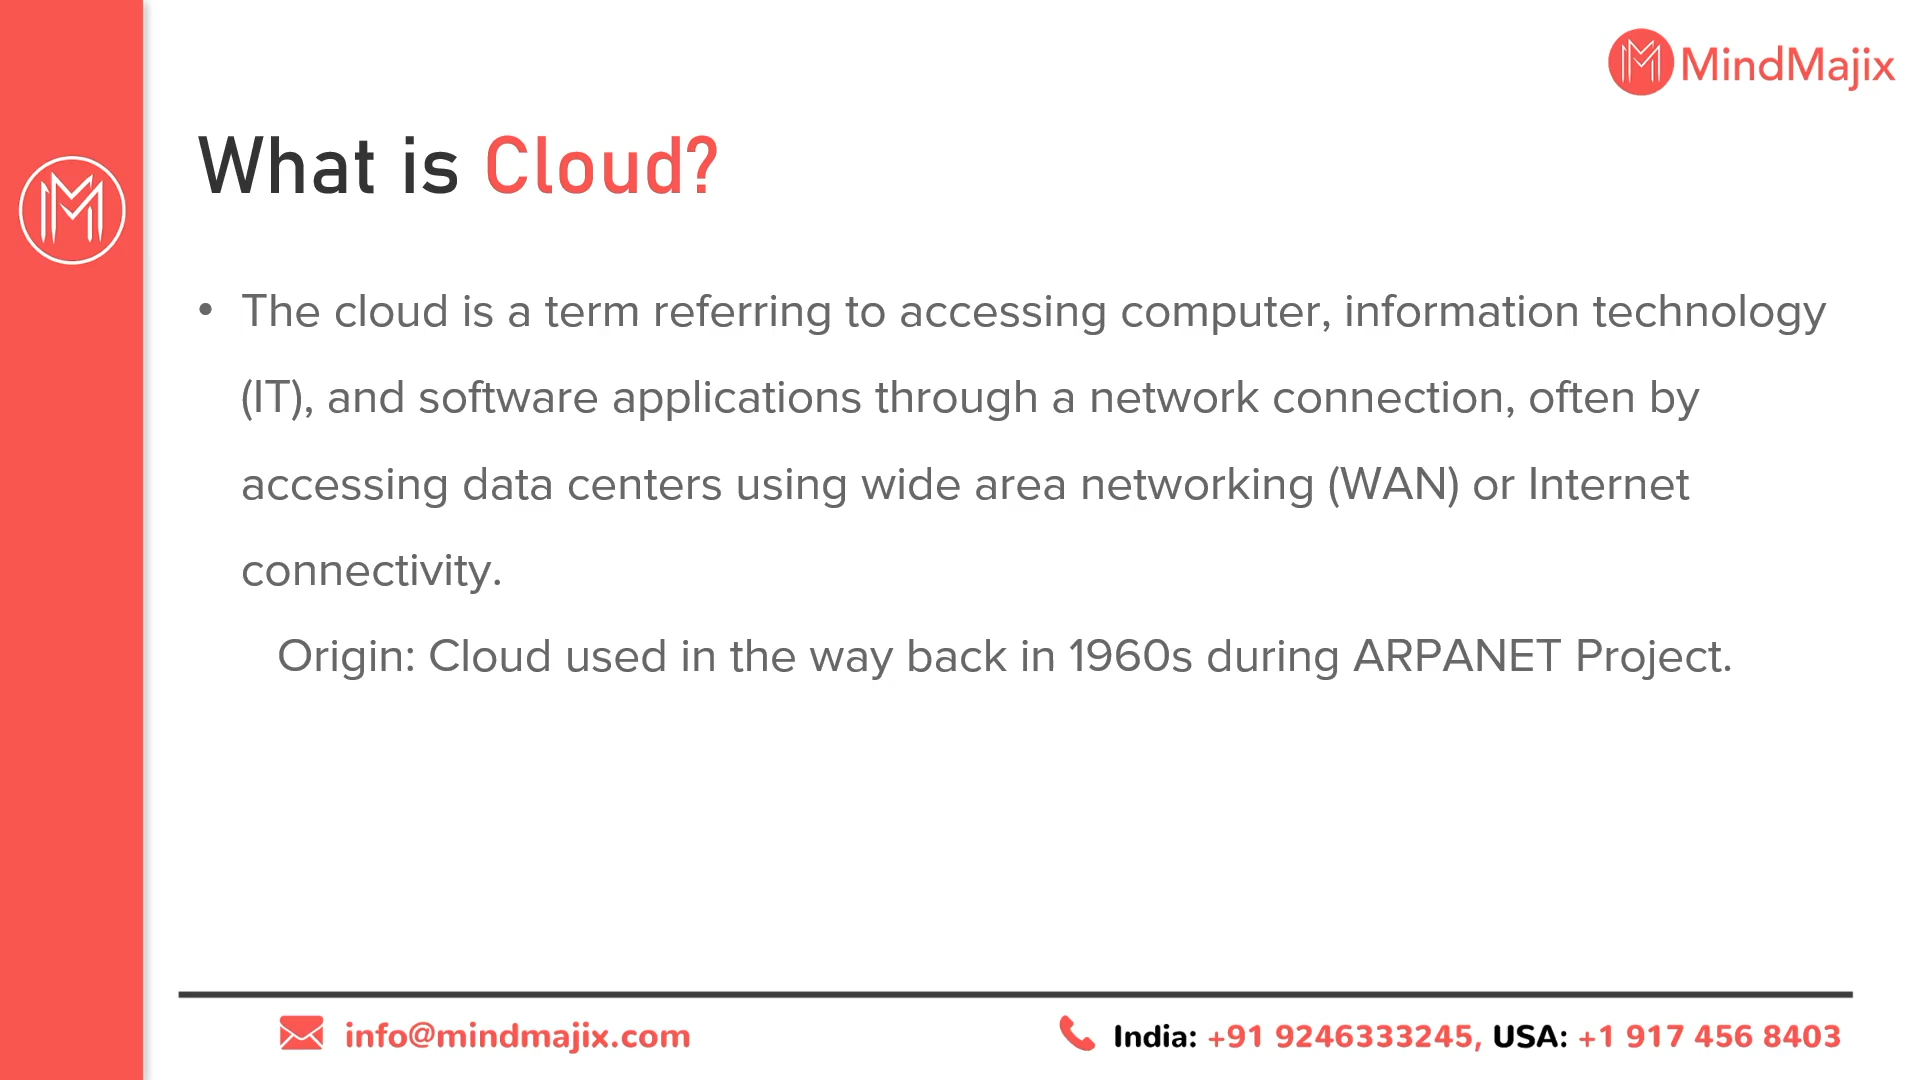 MindMajix
What is Cloud?
• The cloud is a term referring to accessing computer, information technology
(IT), and software applications through a network connection, often by
accessing data centers using wide area networking (WAN) or Internet
connectivity.
Origin: Cloud used in the way back in 1960s during ARPANET Project.
info@mindmajix.com
India: +91 9246333245, USA: +1 917 456 8403